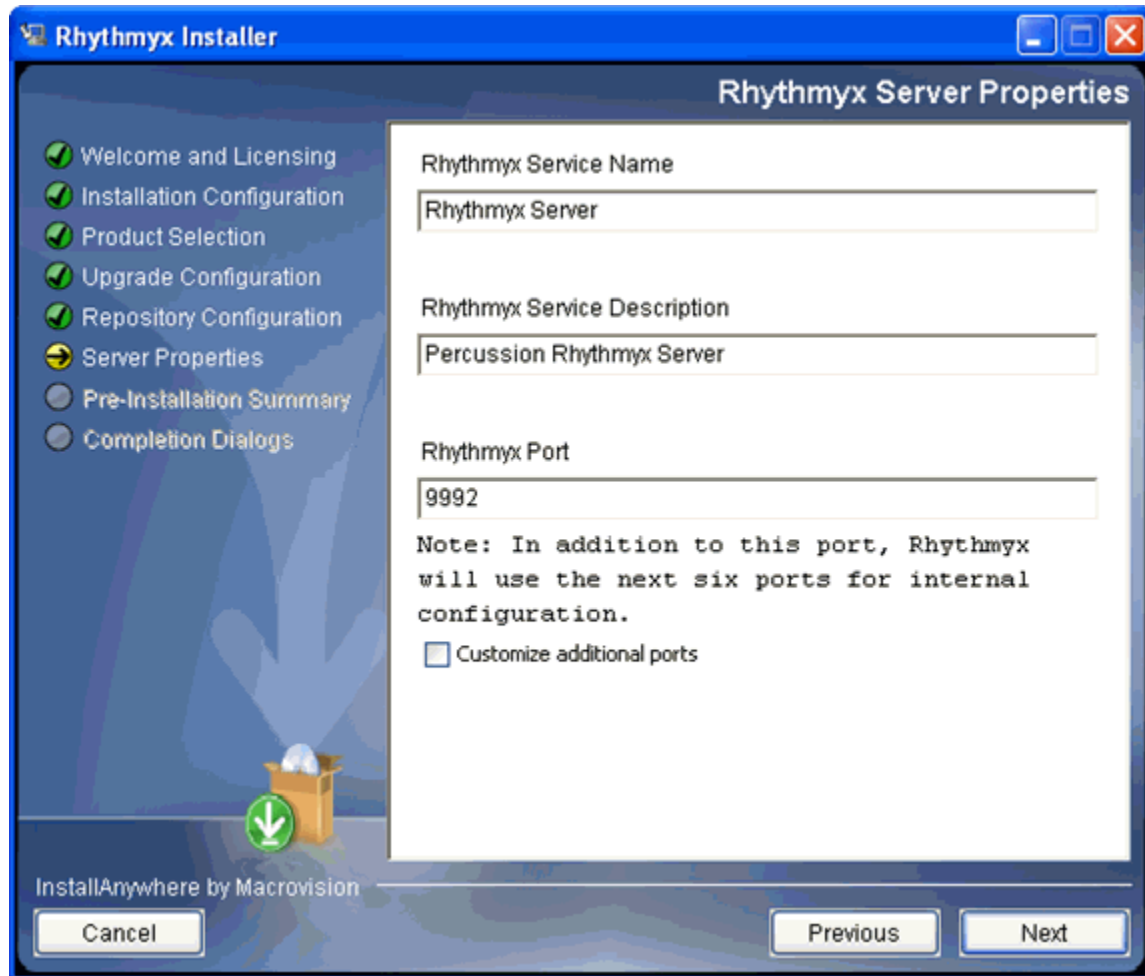 Rhythmyx Installer
Rhythmyx Server Properties
Welcome and Licensing
Installation Configuration
Product Selection
Upgrade Configuration
Repository Configuration
Server Properties
Pre-Installation Summary
Completion Dialogs
Rhythmyx Service Name
Rhythmyx Server
Rhythmyx Service Description
Percussion Rhythmyx Server
Rhythmyx Port
9992
Note: In addition to this port, Rhythmyx
will use the next six ports for internal
configuration.
Customize additional ports
InstallAnywhere by Macrovision
Cancel
Previous
Next